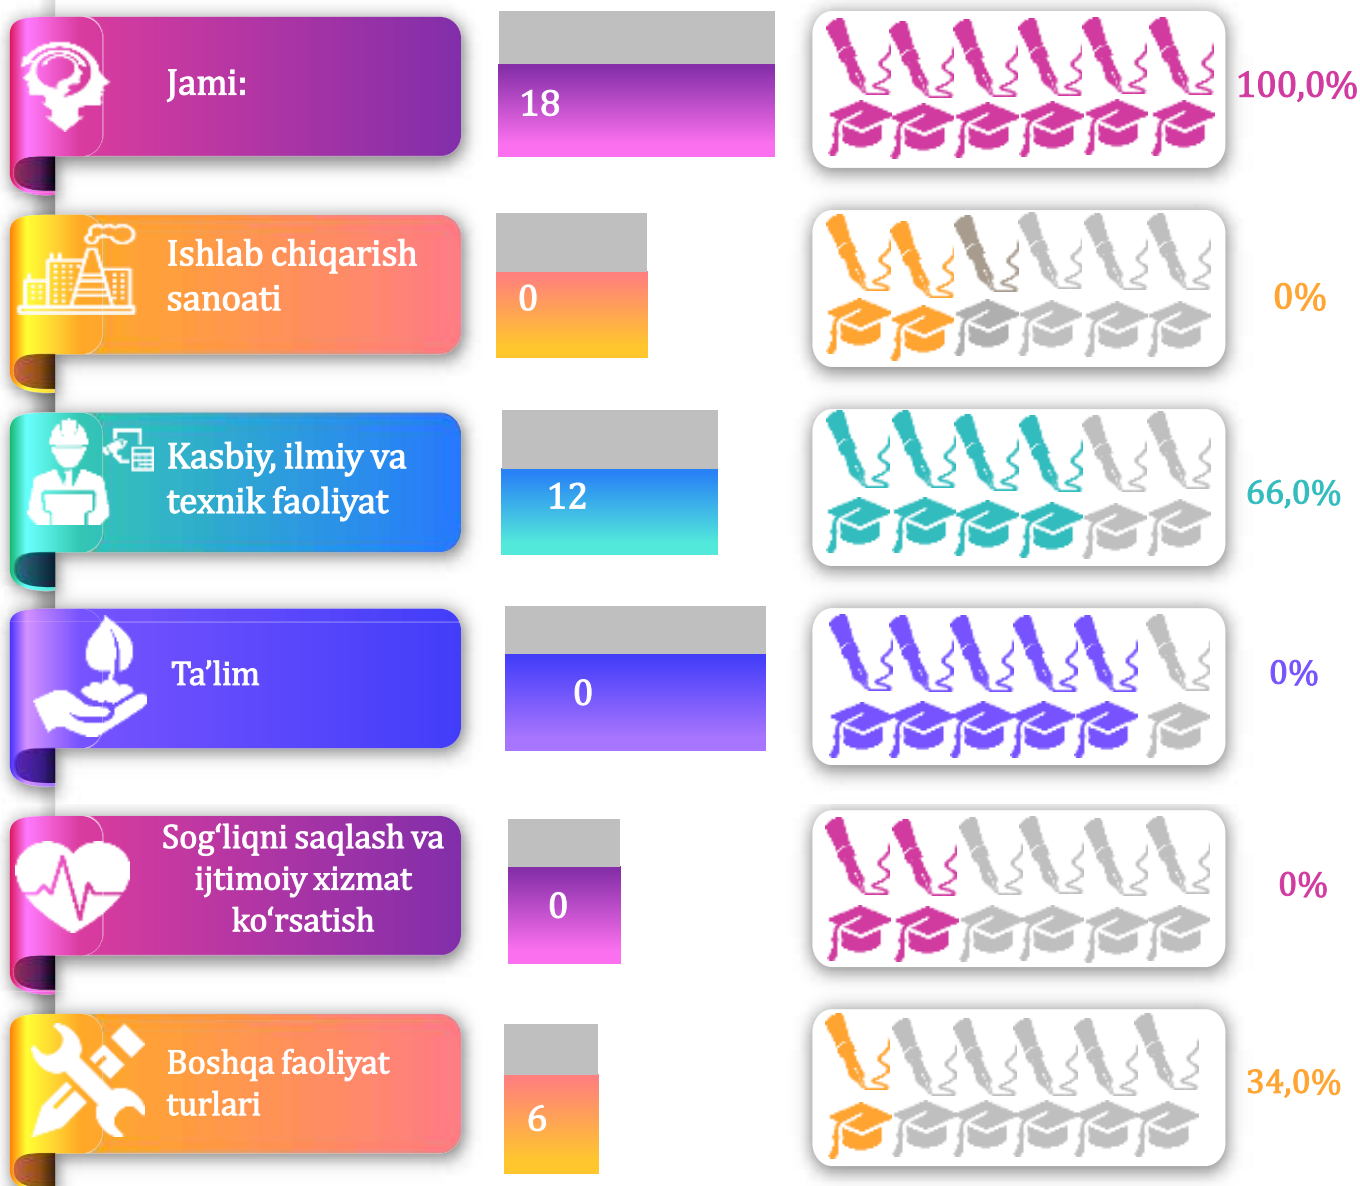 Jami:
18
100,0%
Ishlab chiqarish
sanoati
0
0%
Kasbiy, ilmiy va
texnik faoliyat
12
66,0%
Ta’lim
0
0%
Sog‘liqni saqlash va
ijtimoiy xizmat
ko‘rsatish
0
0%
Boshqa faoliyat
turlari
6
34,0%